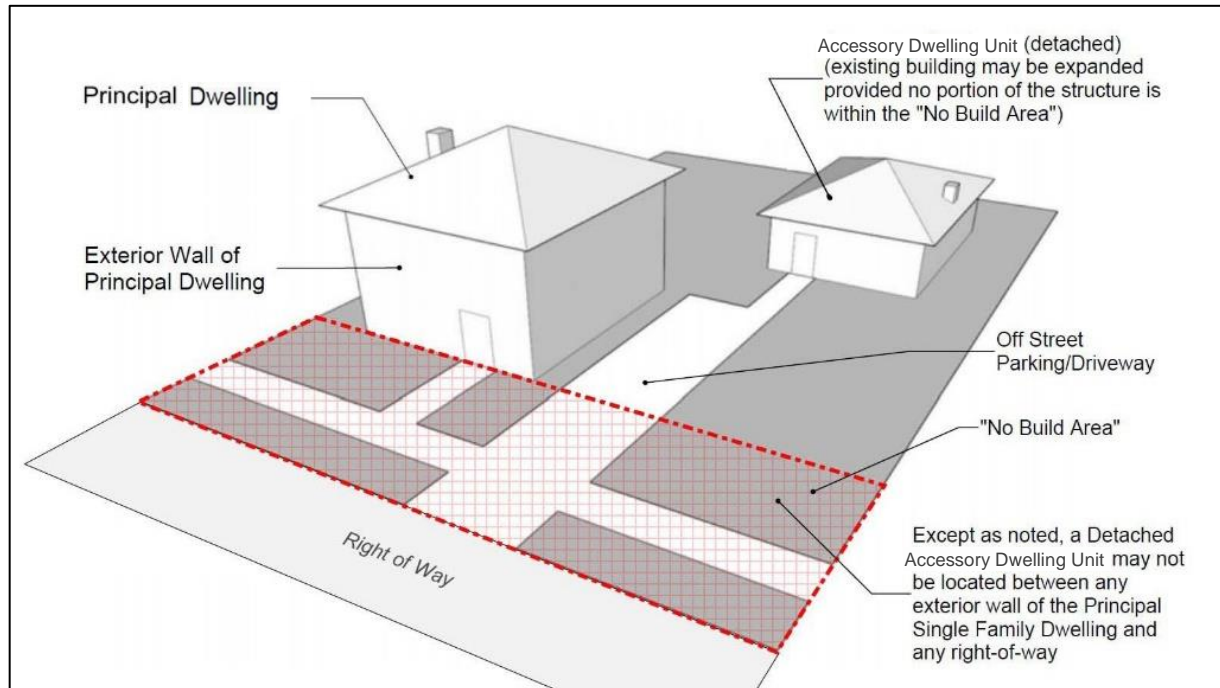 Accessory Dwelling Unit (detached)
(existing building may be expanded
provided no portion of the structure is
within the "No Build Area")
Principal Dwelling
Exterior Wall of
Principal Dwelling
Off Street
Parking/Driveway
"No Build Area"
Except as noted, a Detached
Accessory Dwelling Unit may not
be located between any
exterior wall of the Principal
Single Family Dwelling and
any right-of-way
Right of Way